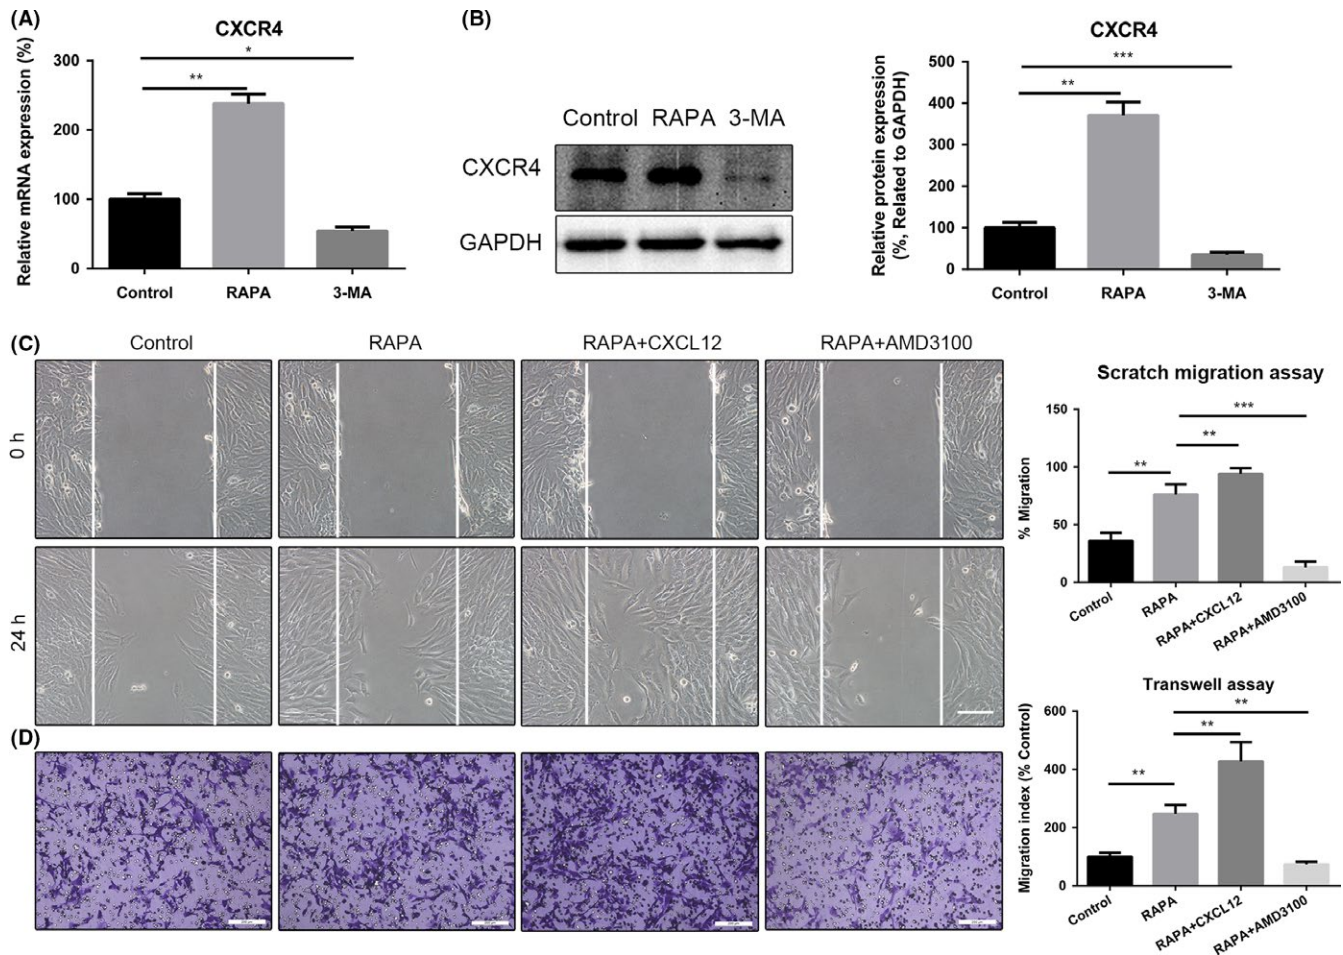 (A)
CXCR4
Relative mRNA expression (%)
300
200
100
0
*
**
Control RAPA 3-MA
(B)
Control RAPA 3-MA
CXCR4
GAPDH
CXCR4
Relative protein expression
(%, Related to GAPDH)
500
400
300
200
100
0
***
**
Control RAPA 3-MA
(C)
Control RAPA RAPA+CXCL12 RAPA+AMD3100
0 h
24 h
Scratch migration assay
% Migration
150
100
50
0
***
**
**
Control RAPA RAPA+CXCL12 RAPA+AMD3100
(D)
Transwell assay
Migration index (% Control)
600
400
200
0
**
**
**
Control RAPA RAPA+CXCL12 RAPA+AMD3100